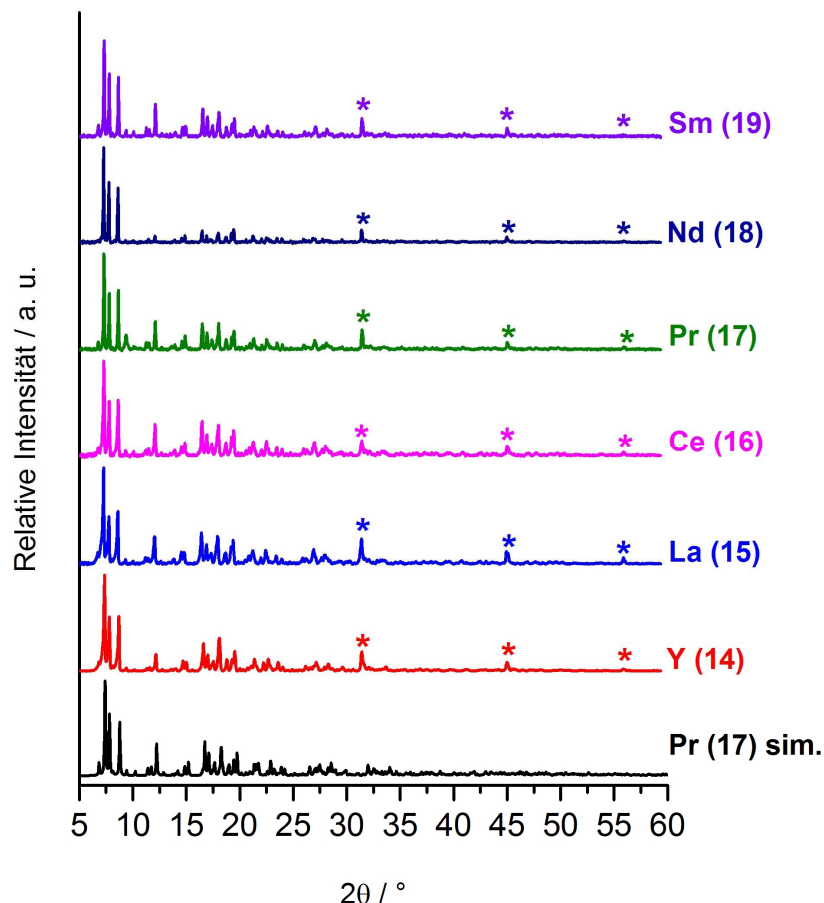 *
*
*
Sm (19)
*
*
*
Nd (18)
*
*
*
Pr (17)
*
*
*
Ce (16)
*
*
*
La (15)
*
*
*
Y (14)
Pr (17) sim.
Relative Intensität / a. u.
5 10 15 20 25 30 35 40 45 50 55 60
2θ / °